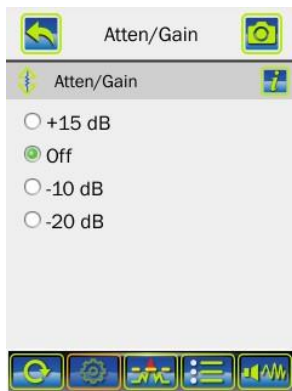 Atten/Gain
Atten/Gain
i
+15 dB
Off
-10 dB
-20 dB